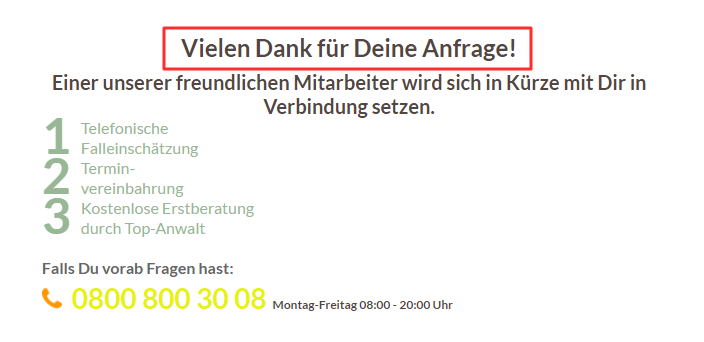 Vielen Dank für Deine Anfrage!
Einer unserer freundlichen Mitarbeiter wird sich in Kürze mit Dir in
Verbindung setzen.
1 Telefonische
Falleinschätzung
2 Termin-
vereinbahrung
3 Kostenlose Erstberatung
durch Top-Anwalt
Falls Du vorab Fragen hast:
0800 800 30 08 Montag-Freitag 08:00 - 20:00 Uhr